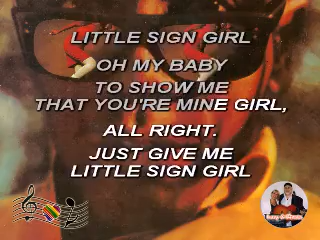 LITTLE SIGN GIRL
OH MY BABY
TO SHOW ME
THAT YOU'RE MINE GIRL,
ALL RIGHT.
JUST GIVE ME
LITTLE SIGN GIRL